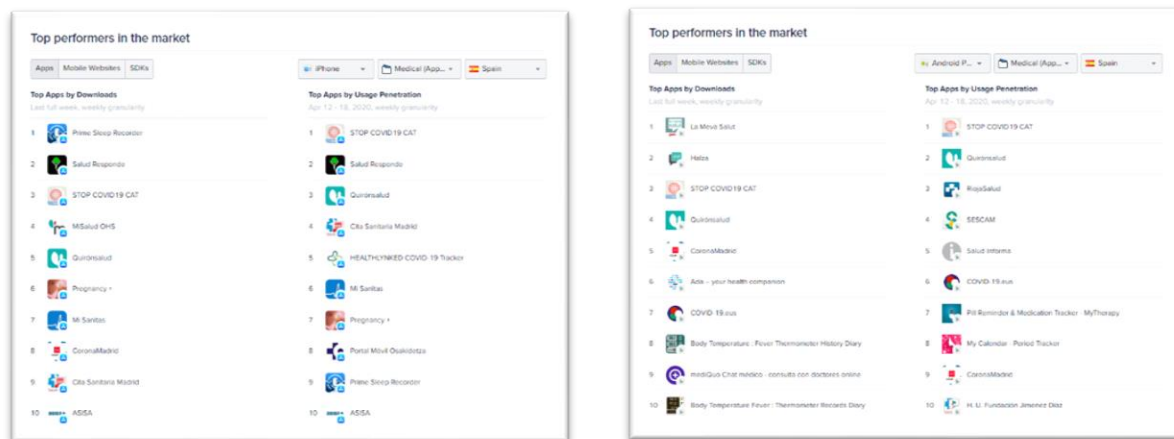 Top performers in the market
Apps Mobile Websites SDKs
iPhone Medical (App... Spain
Top Apps by Downloads
Last full week, weekly granularity
1 Prime Sleep Recorder
2 Salud Responde
3 STOP COVID19 CAT
4 MiSalud OHS
5 Quirónsalud
6 Pregnancy +
7 Mi Sanitas
8 CoronaMadrid
9 Cita Sanitaria Madrid
10 ASISA
Top Apps by Usage Penetration
Apr 12 - 18, 2020, weekly granularity
1 STOP COVID19 CAT
2 Salud Responde
3 Quirónsalud
4 Cita Sanitaria Madrid
5 HEALTHLYNKED COVID-19 Tracker
6 Mi Sanitas
7 Pregnancy +
8 Portal Móvil Osakidetza
9 Prime Sleep Recorder
10 ASISA
Top performers in the market
Apps Mobile Websites SDKs
Android P... Medical (App... Spain
Top Apps by Downloads
Last full week, weekly granularity
1 La Meva Salut
2 Halza
3 STOP COVID19 CAT
4 Quirónsalud
5 CoronaMadrid
6 Ada – your health companion
7 COVID-19.eus
8 Body Temperature : Fever Thermometer History Diary
9 mediQuo Chat médico - consulta con doctores online
10 Body Temperature Fever : Thermometer Records Diary
Top Apps by Usage Penetration
Apr 12 - 18, 2020, weekly granularity
1 STOP COVID19 CAT
2 Quirónsalud
3 RiojaSalud
4 SESCAM
5 Salud Informa
6 COVID-19.eus
7 Pill Reminder & Medication Tracker - MyTherapy
8 My Calendar - Period Tracker
9 CoronaMadrid
10 H. U. Fundación Jiménez Díaz